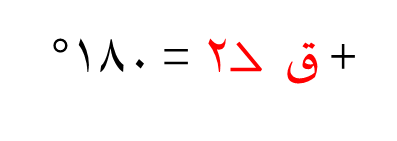 + ق ∠٢ = ١٨٠°